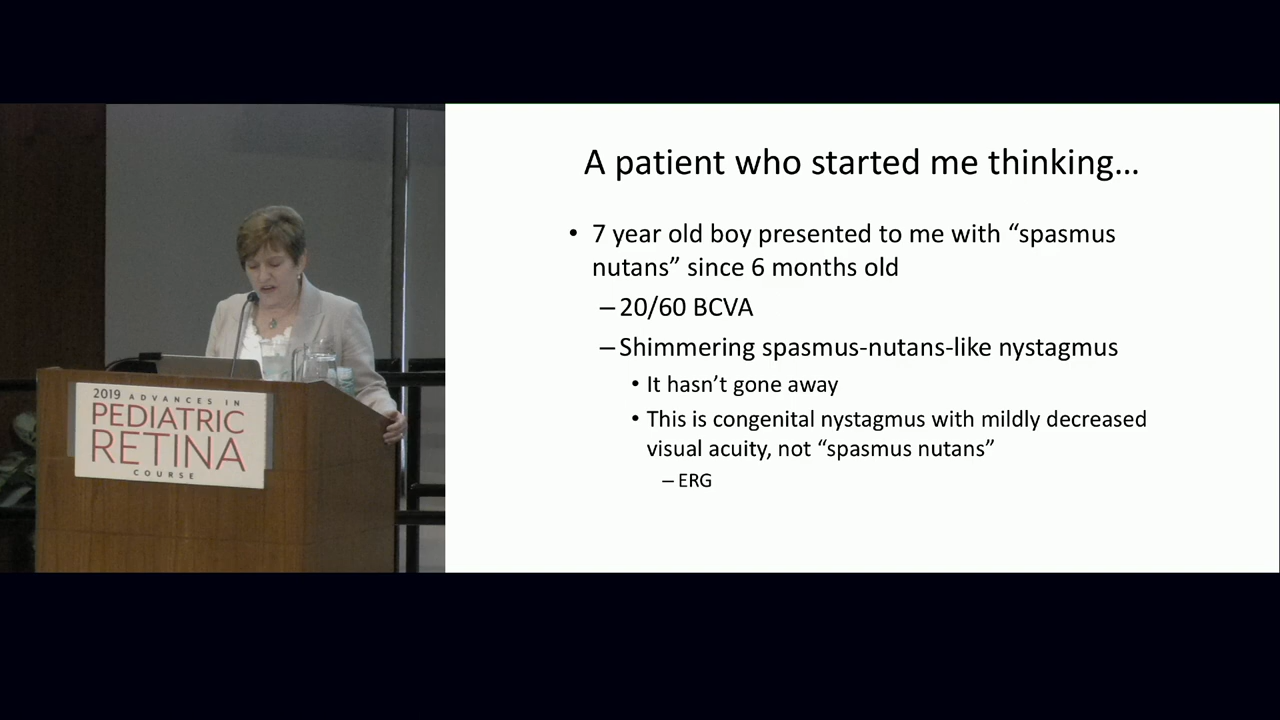 A patient who started me thinking…
• 7 year old boy presented to me with “spasmus
nutans” since 6 months old
– 20/60 BCVA
– Shimmering spasmus-nutans-like nystagmus
• It hasn’t gone away
• This is congenital nystagmus with mildly decreased
visual acuity, not “spasmus nutans”
– ERG
2019 ADVANCES IN
PEDIATRIC
RETINA
COURSE